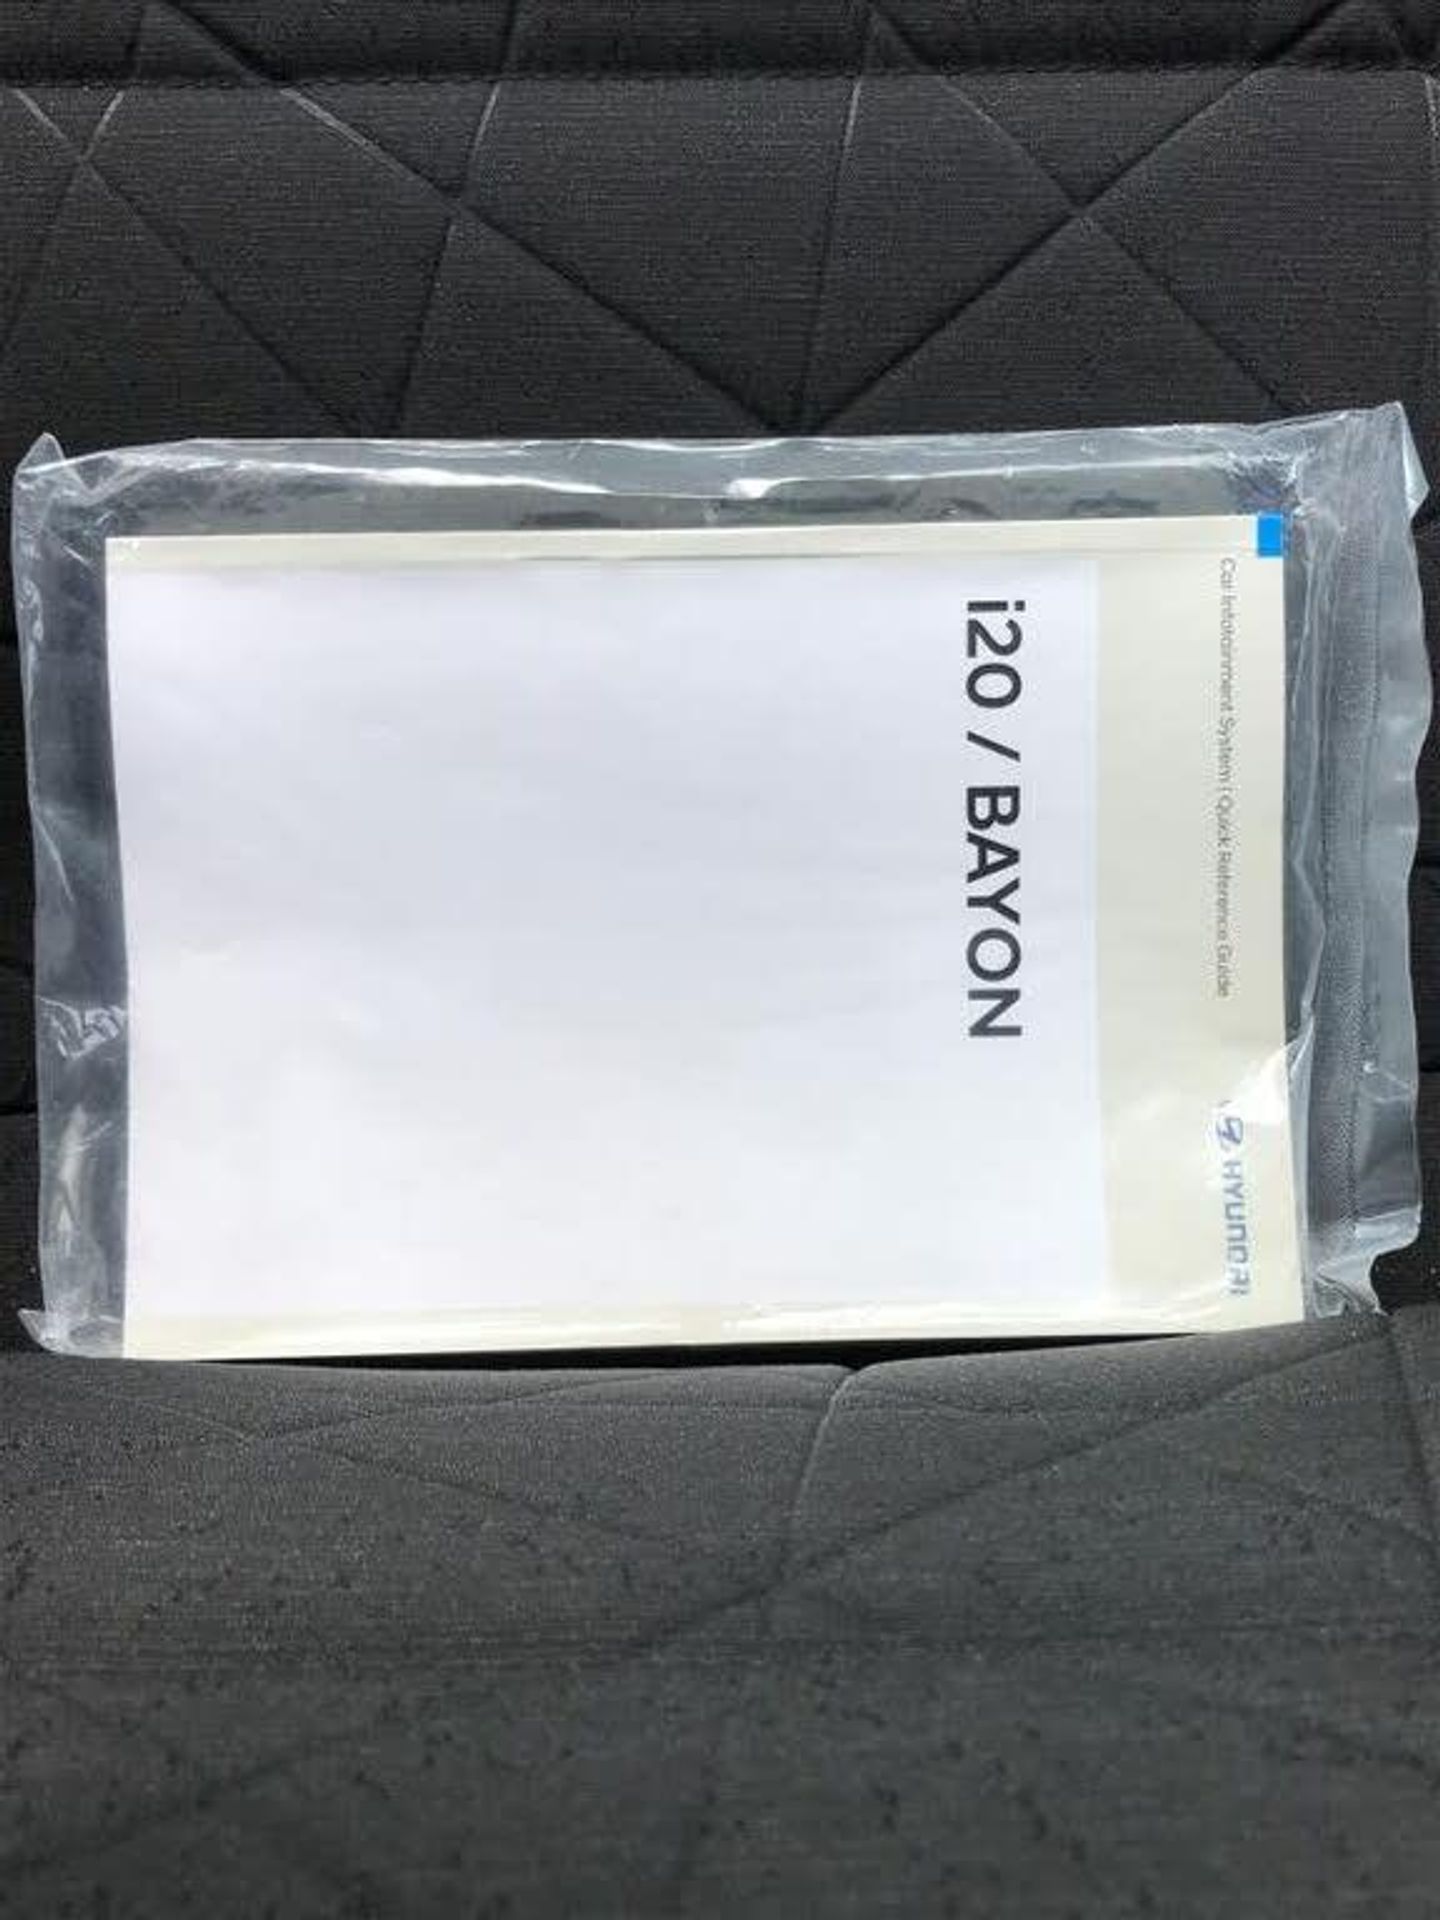 Car Infotainment System | Quick Reference Guide
HYUNDAI
i20 / BAYON